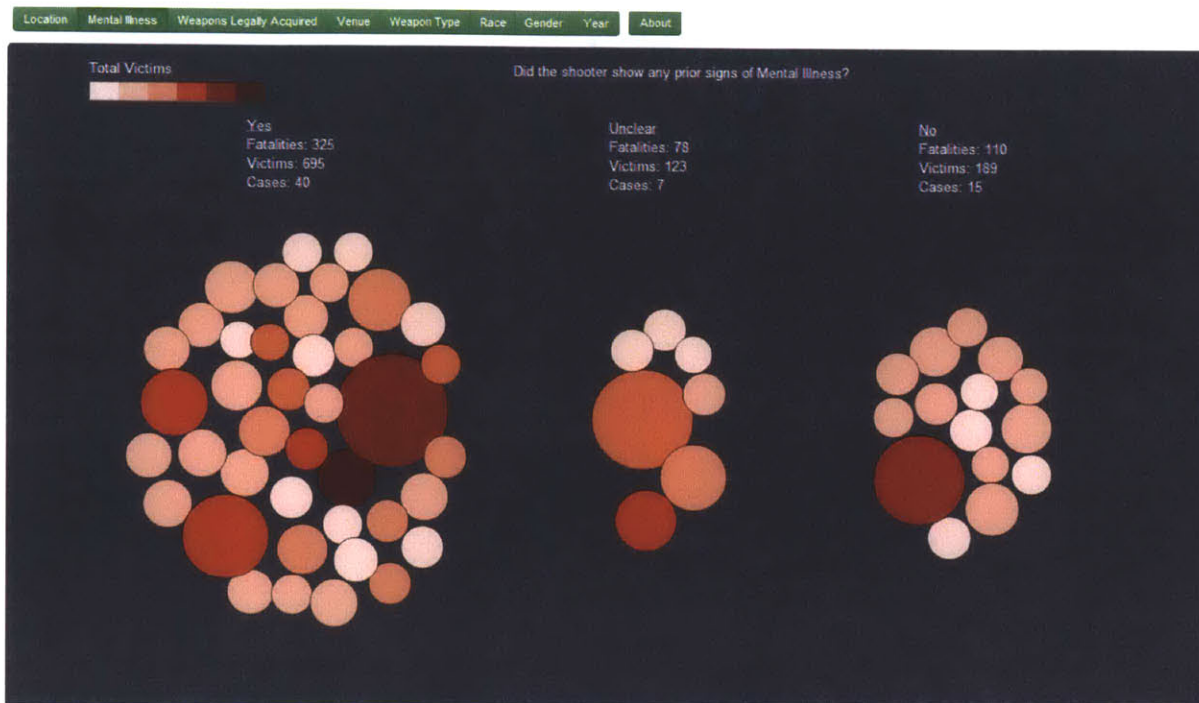 Location Mental Illness Weapons Legally Acquired Venue Weapon Type Race Gender Year About
Total Victims
Did the shooter show any prior signs of Mental Illness?
Yes
Fatalities: 325
Victims: 695
Cases: 40
Unclear
Fatalities: 78
Victims: 123
Cases: 7
No
Fatalities: 110
Victims: 189
Cases: 15